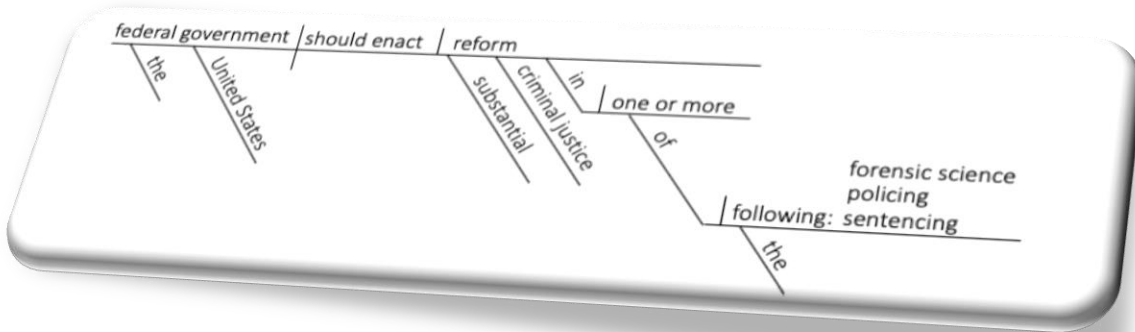 federal government should enact reform
the
United States
substantial
criminal justice
in
one or more
of
forensic science
policing
following: sentencing
the